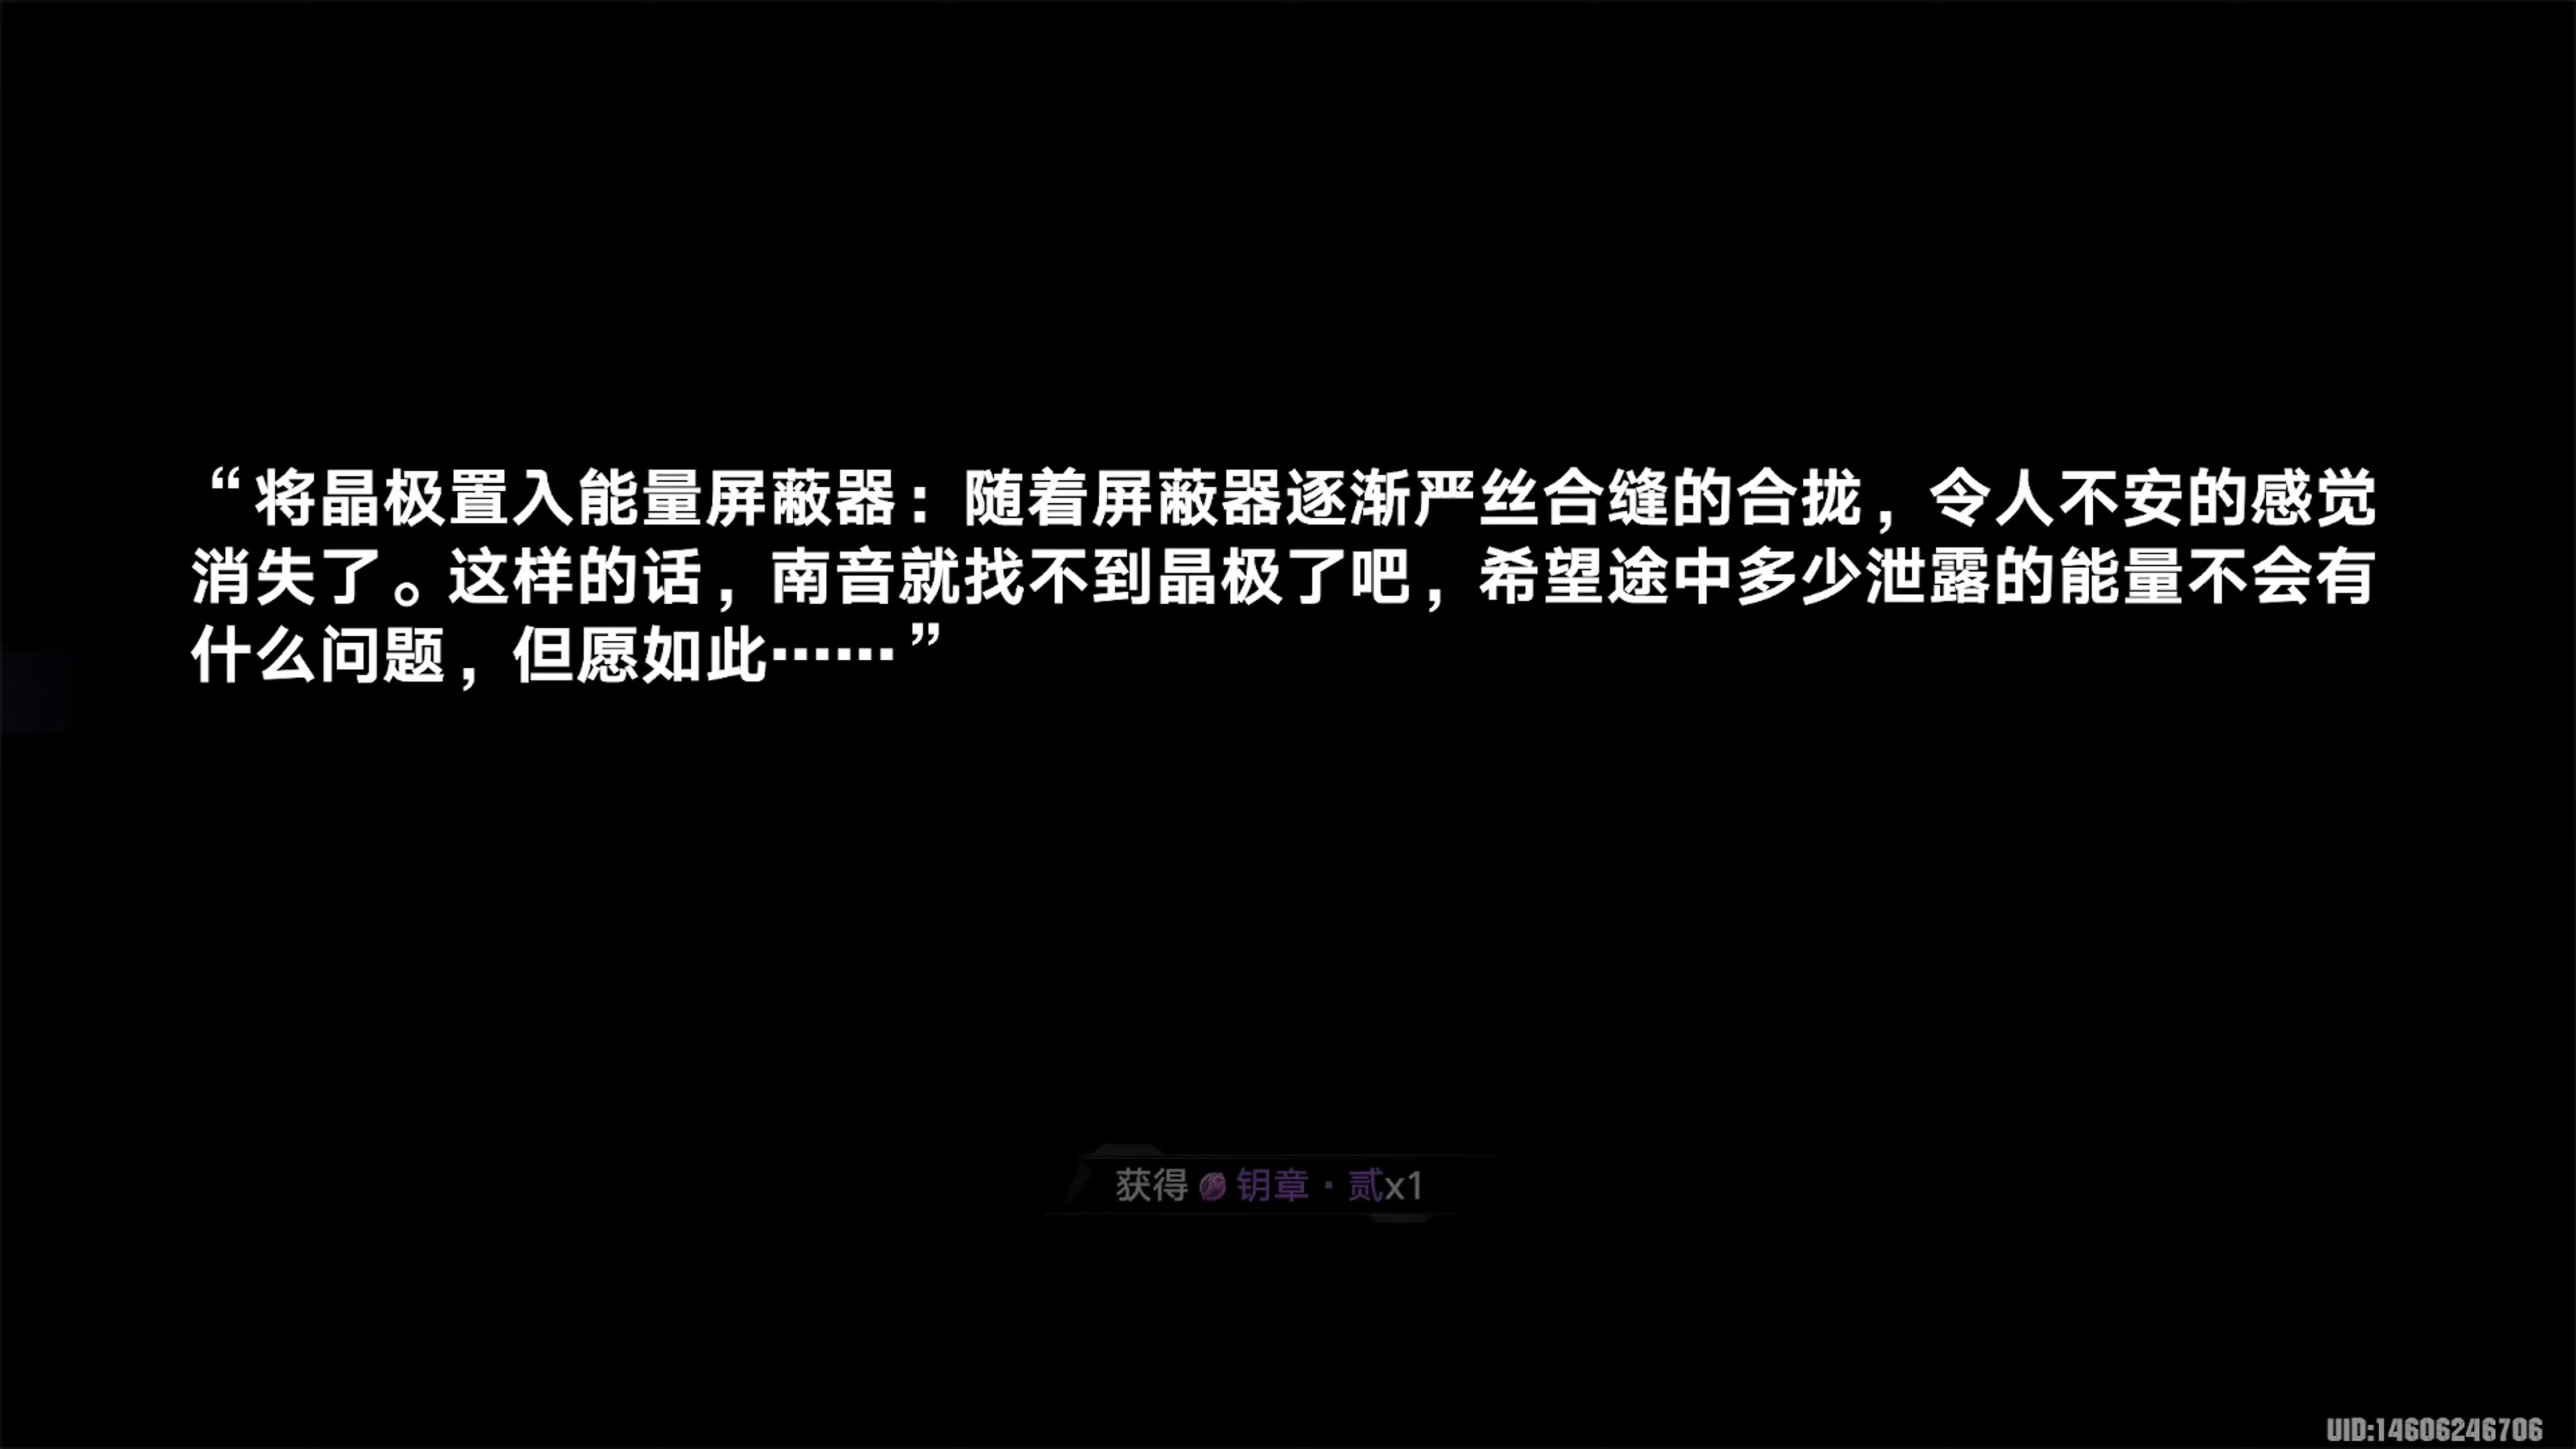 “将晶极置入能量屏蔽器：随着屏蔽器逐渐严丝合缝的合拢，令人不安的感觉
消失了。这样的话，南音就找不到晶极了吧，希望途中多少泄露的能量不会有
什么问题，但愿如此……”
获得 钥章·贰x1
UID:14606246706